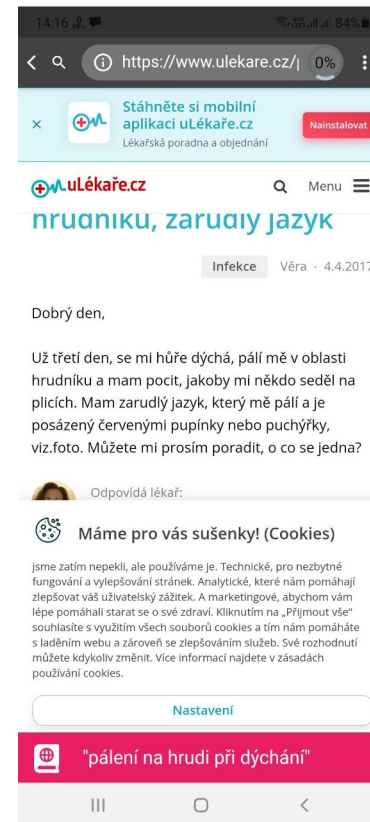 14:16
84%
https://www.ulekare.cz/p
0%
Stáhněte si mobilní
aplikaci uLékaře.cz
Lékařská poradna a objednání
Nainstalovat
uLékaře.cz
Menu
hrudníku, zarudlý jazyk
Infekce
Věra · 4.4.2017
Dobrý den,
Už třetí den, se mi hůře dýchá, pálí mě v oblasti
hrudníku a mam pocit, jakoby mi někdo seděl na
plicích. Mam zarudlý jazyk, který mě pálí a je
posázený červenými pupínky nebo puchýřky,
viz.foto. Můžete mi prosím poradit, o co se jedna?
Odpovídá lékař:
Máme pro vás sušenky! (Cookies)
jsme zatím nepekli, ale používáme je. Technické, pro nezbytné
fungování a vylepšování stránek. Analytické, které nám pomáhají
zlepšovat váš uživatelský zážitek. A marketingové, abychom vám
lépe pomáhali starat se o své zdraví. Kliknutím na „Přijmout vše"
souhlasíte s využitím všech souborů cookies a tím nám pomáháte
s laděním webu a zároveň se zlepšováním služeb. Své rozhodnutí
můžete kdykoliv změnit. Více informací najdete v zásadách
používání cookies.
Nastavení
"pálení na hrudi při dýchání"